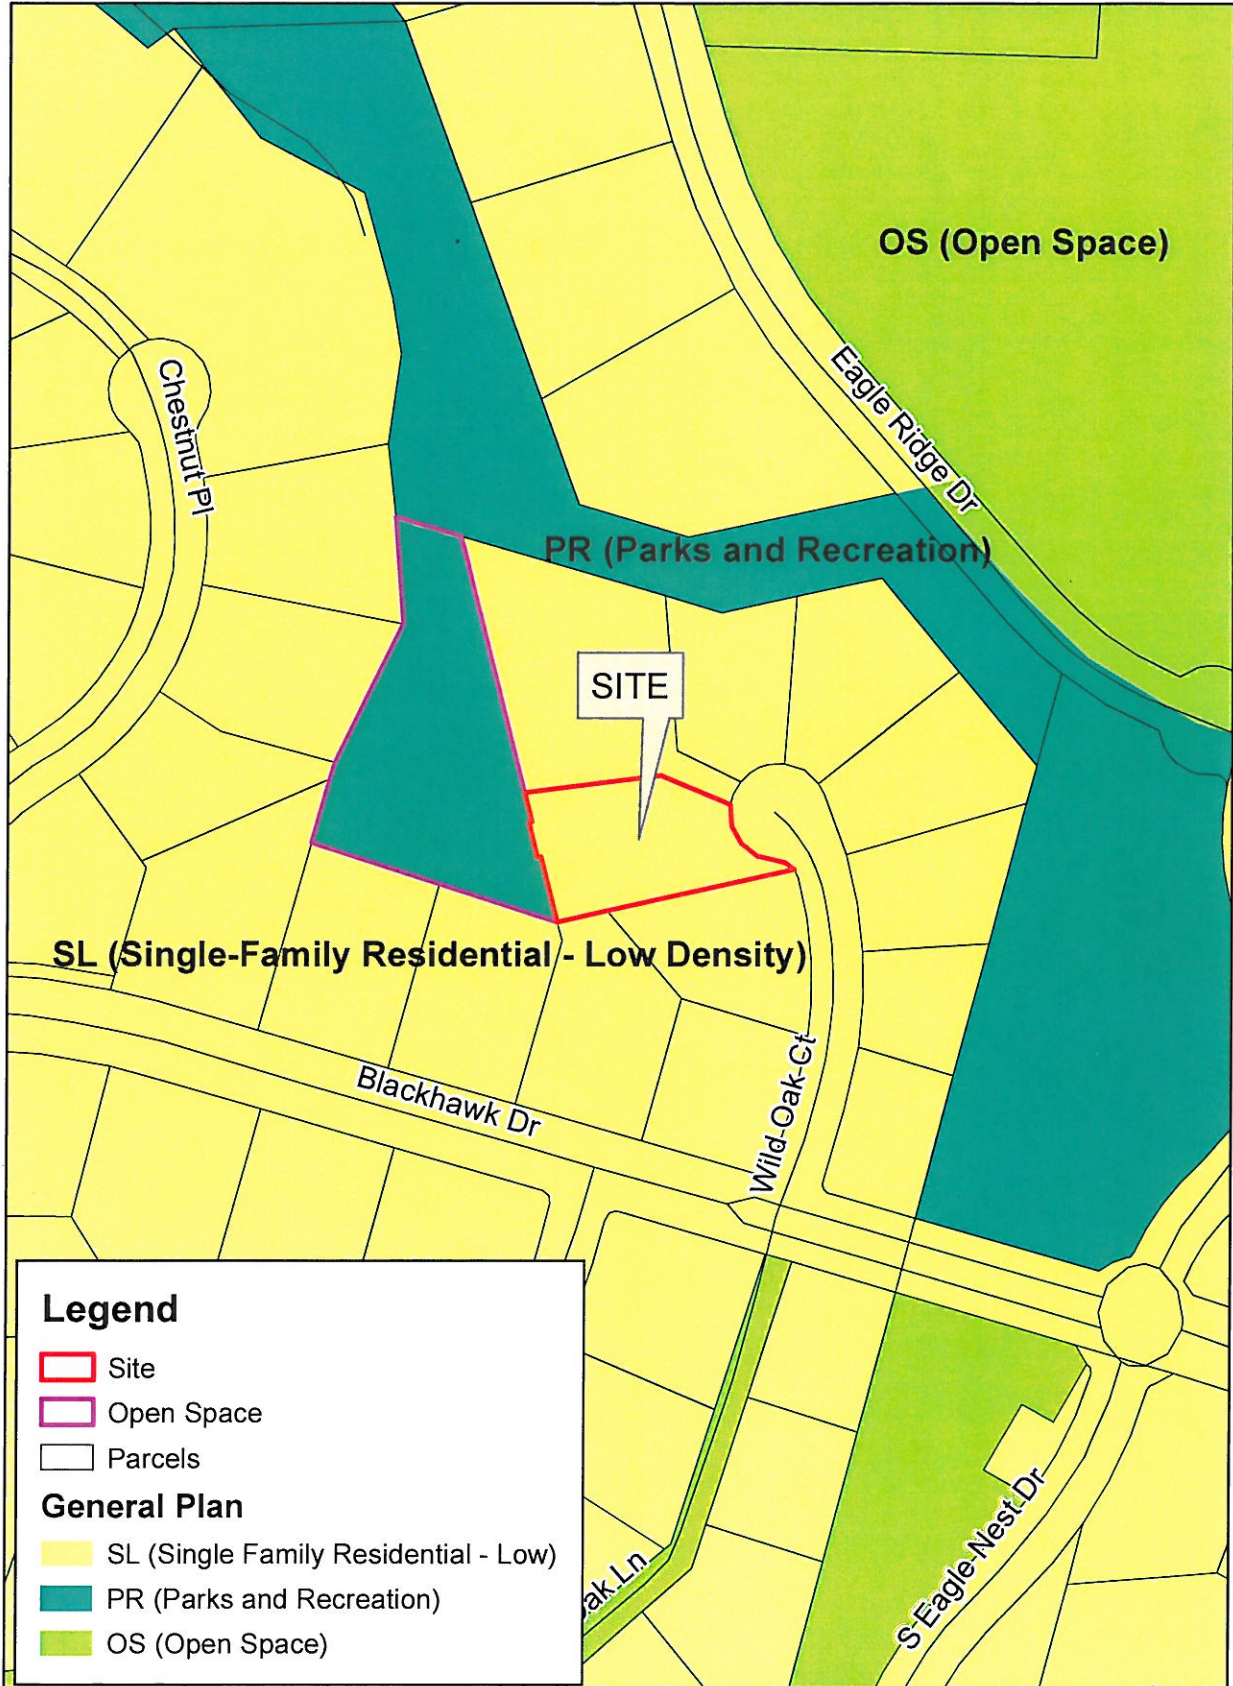 OS (Open Space)
Eagle Ridge Dr
Chestnut Pl
PR (Parks and Recreation)
SITE
SL (Single-Family Residential - Low Density)
Wild Oak Ct
Blackhawk Dr
Legend
Site
Open Space
Parcels
General Plan
SL (Single Family Residential - Low)
PR (Parks and Recreation)
OS (Open Space)
S Eagle Nest Dr
ak Ln